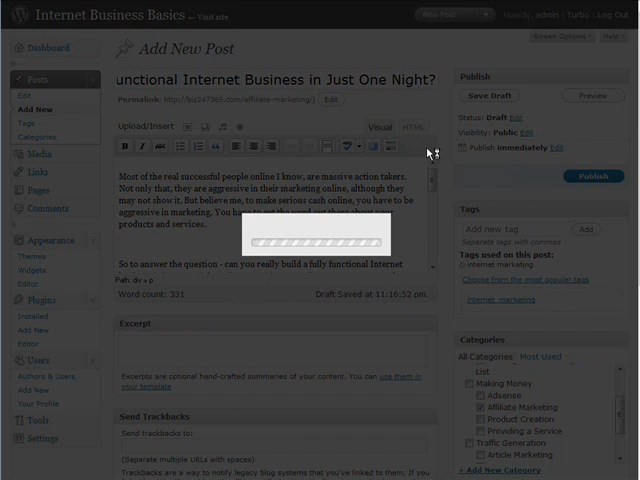 Internet Business Basics ← Visit site
New Post
Howdy, admin | Turbo | Log Out
Screen Options
Help
Dashboard
Posts
Edit
Add New
Tags
Categories
Media
Links
Pages
Comments
Appearance
Themes
Widgets
Editor
Plugins
Installed
Add New
Editor
Users
Authors & Users
Add New
Your Profile
Tools
Settings
Add New Post
unctional Internet Business in Just One Night?
Permalink: http://biz247365.com/affiliate-marketing/j Edit
Upload/Insert
Visual HTML
B I ABC
Most of the real successful people online I know, are massive action takers.
Not only that, they are aggressive in their marketing online, although they
may not show it. But believe me, to make serious cash online, you have to be
aggressive in marketing. You have to get the word out there about your
products and services.
So to answer the question - can you really build a fully functional Internet
Path: div » p
Word count: 331
Draft Saved at 11:16:52 pm.
Excerpt
Excerpts are optional hand-crafted summaries of your content. You can use them in
your template
Send Trackbacks
Send trackbacks to:
(Separate multiple URLs with spaces)
Trackbacks are a way to notify legacy blog systems that you've linked to them. If you
Publish
Save Draft
Preview
Status: Draft Edit
Visibility: Public Edit
Publish immediately Edit
Publish
Tags
Add new tag
Add
Separate tags with commas
Tags used on this post:
internet marketing
Choose from the most popular tags
internet marketing
Categories
All Categories Most Used
List
Making Money
Adsense
Affiliate Marketing
Product Creation
Providing a Service
Traffic Generation
Article Marketing
+ Add New Category